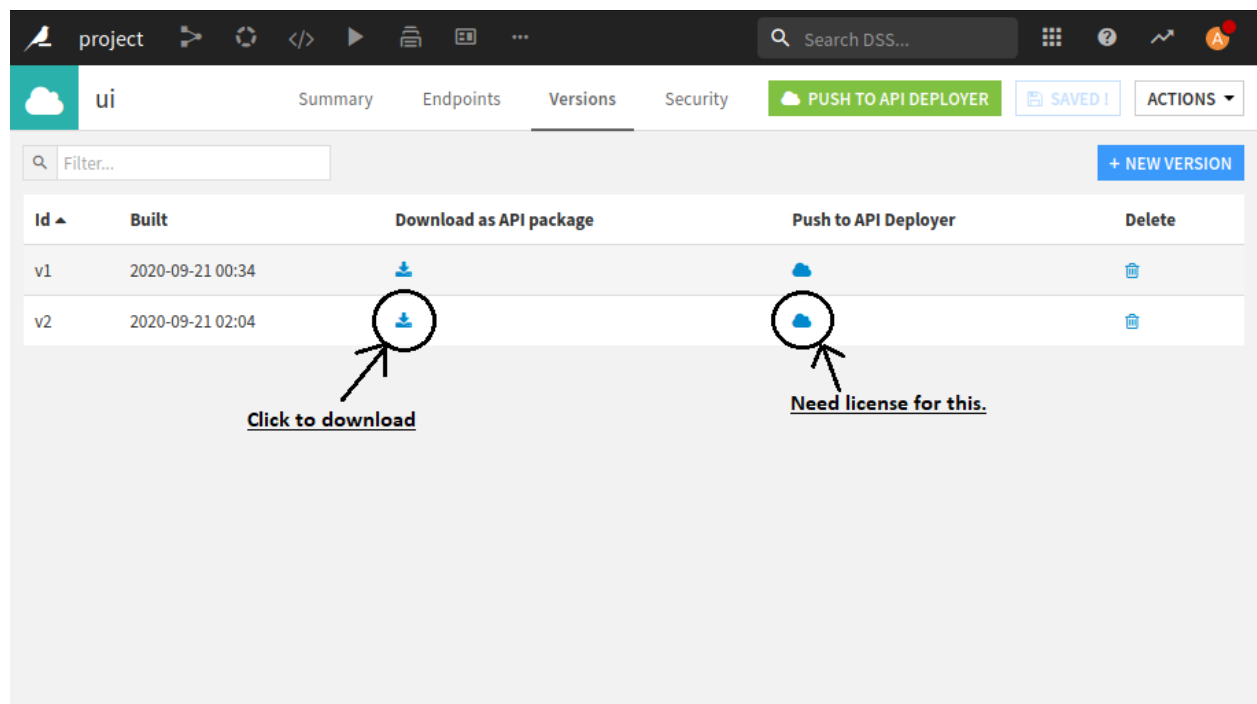 project </> ... Search DSS... ? A
ui Summary Endpoints Versions Security PUSH TO API DEPLOYER SAVED ! ACTIONS
Filter... + NEW VERSION
Id Built Download as API package Push to API Deployer Delete
v1 2020-09-21 00:34
v2 2020-09-21 02:04
Click to download
Need license for this.